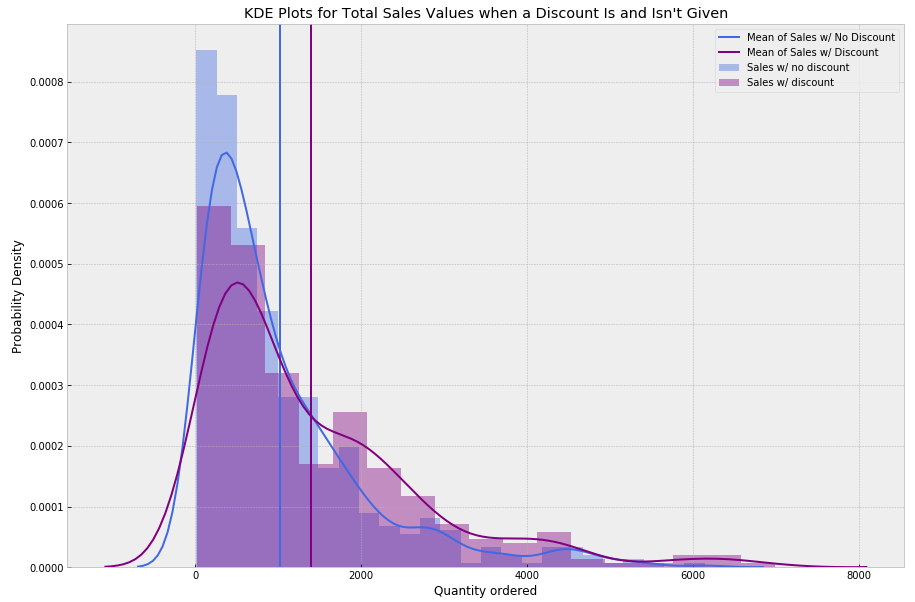 KDE Plots for Total Sales Values when a Discount Is and Isn't Given
Mean of Sales w/ No Discount
Mean of Sales w/ Discount
Sales w/ no discount
Sales w/ discount
Probability Density
0.0008
0.0007
0.0006
0.0005
0.0004
0.0003
0.0002
0.0001
0.0000
0
2000
4000
6000
8000
Quantity ordered